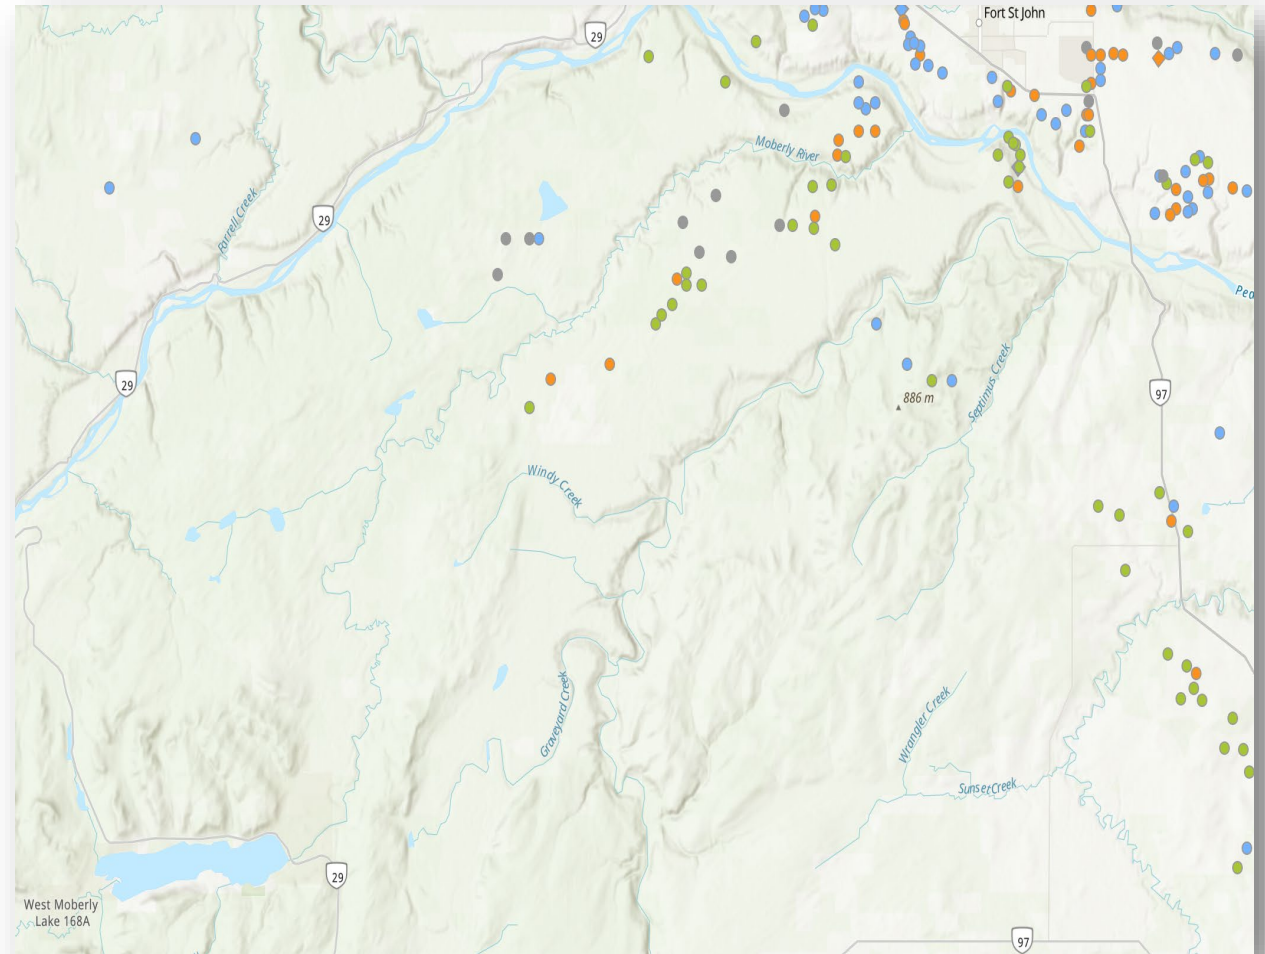 Fort St John
29
Moberly River
Farrell Creek
29
Pea
Septimus Creek
29
97
886 m
Windy Creek
Graveyard Creek
Wrangler Creek
Sunset Creek
29
West Moberly
Lake 168A
97